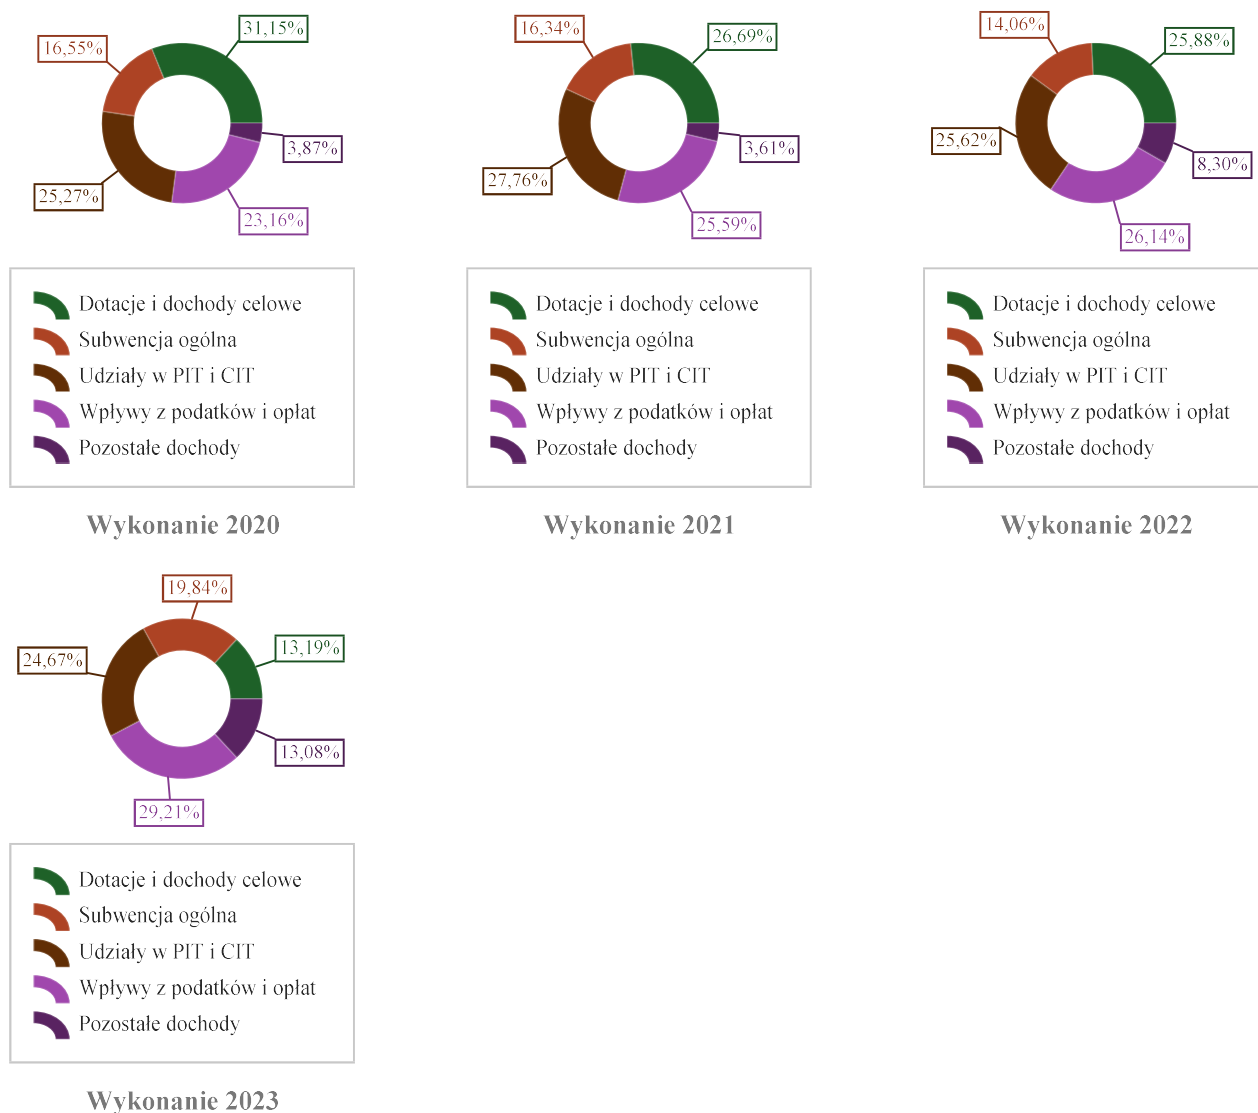 31,15%
16,55%
3,87%
25,27%
23,16%
Dotacje i dochody celowe
Subwencja ogólna
Udziały w PIT i CIT
Wpływy z podatków i opłat
Pozostałe dochody
Wykonanie 2020
16,34%
26,69%
3,61%
27,76%
25,59%
Dotacje i dochody celowe
Subwencja ogólna
Udziały w PIT i CIT
Wpływy z podatków i opłat
Pozostałe dochody
Wykonanie 2021
14,06%
25,88%
25,62%
8,30%
26,14%
Dotacje i dochody celowe
Subwencja ogólna
Udziały w PIT i CIT
Wpływy z podatków i opłat
Pozostałe dochody
Wykonanie 2022
19,84%
13,19%
24,67%
13,08%
29,21%
Dotacje i dochody celowe
Subwencja ogólna
Udziały w PIT i CIT
Wpływy z podatków i opłat
Pozostałe dochody
Wykonanie 2023